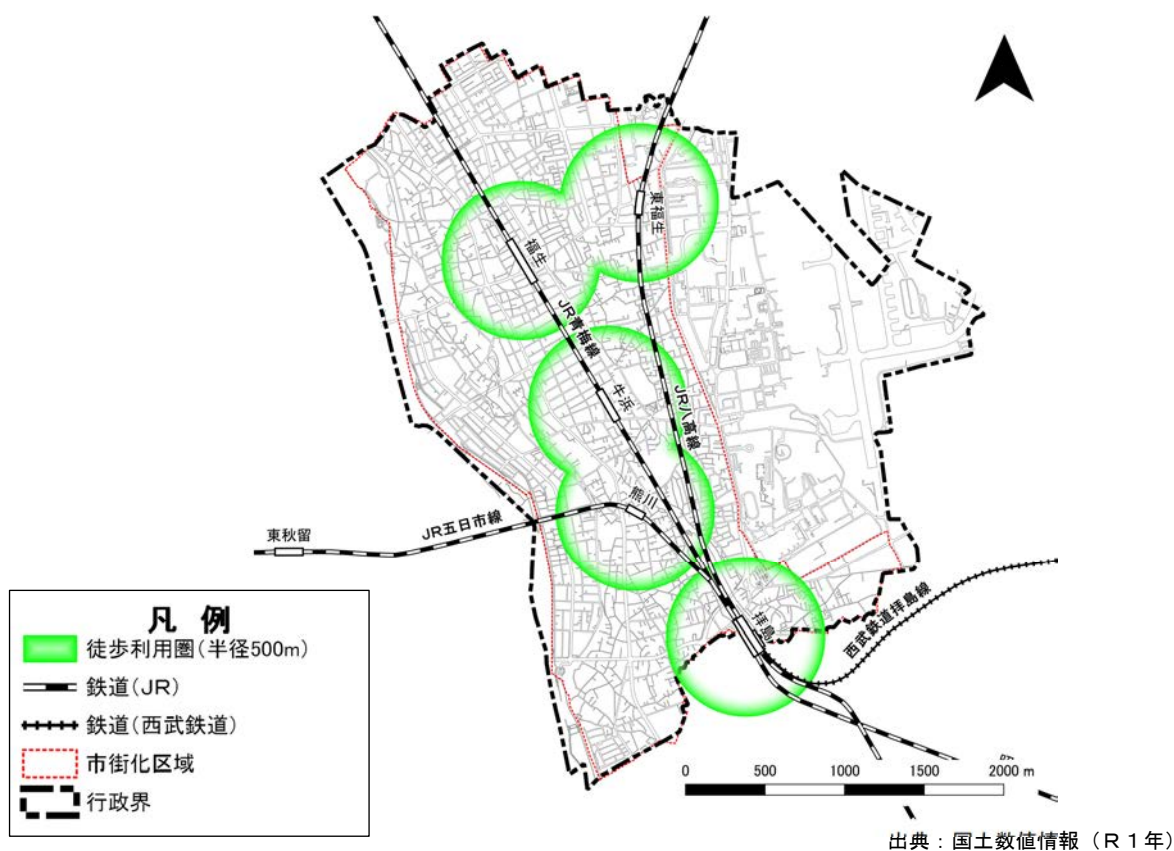 福生
東福生
JR青梅線
牛浜
JR八高線
熊川
東秋留
JR五日市線
拝島
西武鉄道拝島線
凡 例
徒歩利用圏(半径500m)
鉄道(JR)
鉄道(西武鉄道)
市街化区域
行政界
0 500 1000 1500 2000 m
出典:国土数値情報(R1年)